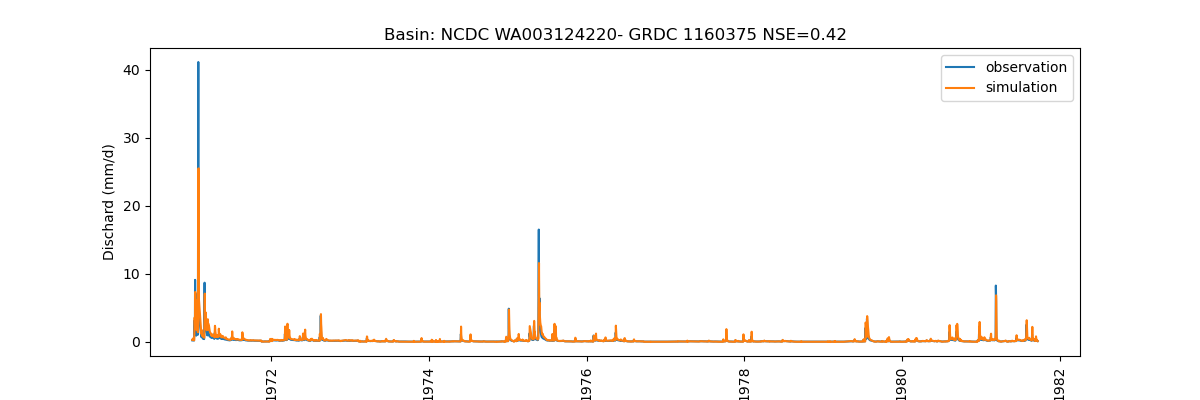 Basin: NCDC WA003124220- GRDC 1160375 NSE=0.42
observation
simulation
Dischard (mm/d)
40
30
20
10
0
1972
1974
1976
1978
1980
1982